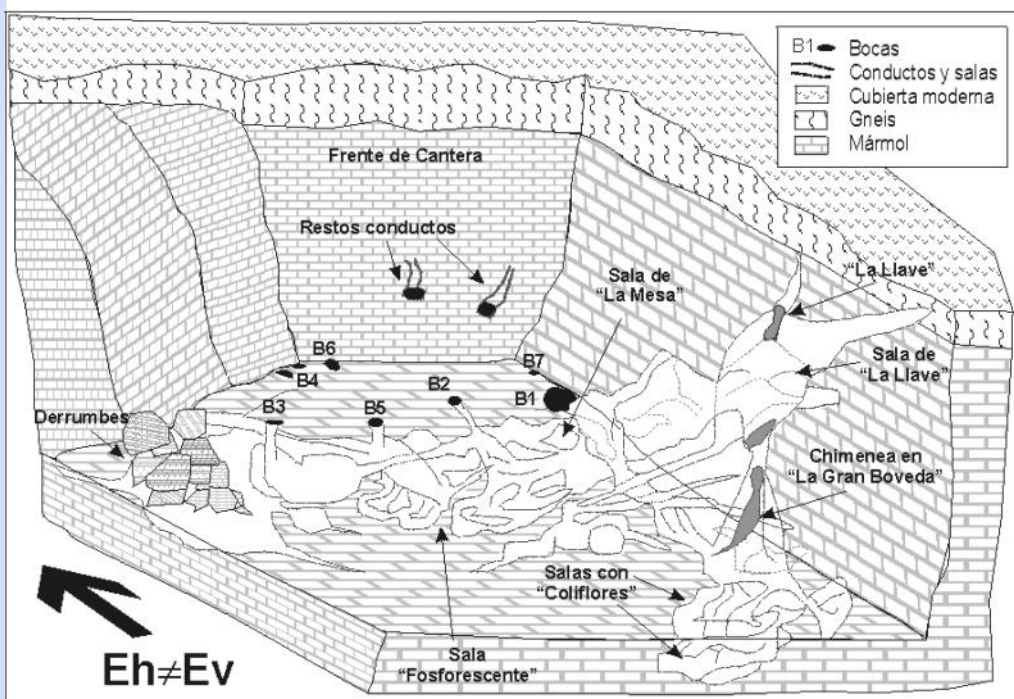 B1 Bocas
Conductos y salas
Cubierta moderna
Gneis
Mármol
Frente de Cantera
Restos conductos
Sala de
"La Mesa"
"La Llave"
Sala de
"La Llave"
B6
B4
B7
B2
B1
B3
B5
Derrumbes
Chimenea en
"La Gran Boveda"
Salas con
"Coliflores"
Sala
"Fosforescente"
Eh≠Ev